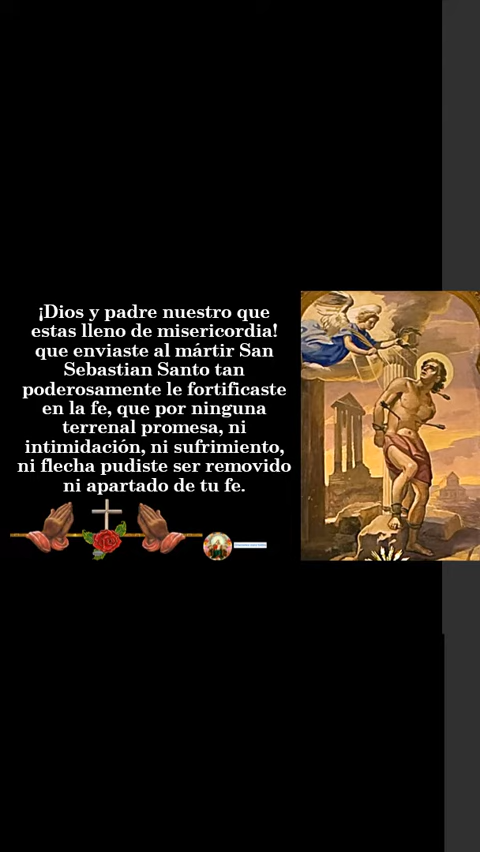 ¡Dios y padre nuestro que
estas lleno de misericordia!
que enviaste al mártir San
Sebastian Santo tan
poderosamente le fortificaste
en la fe, que por ninguna
terrenal promesa, ni
intimidación, ni sufrimiento,
ni flecha pudiste ser removido
ni apartado de tu fe.